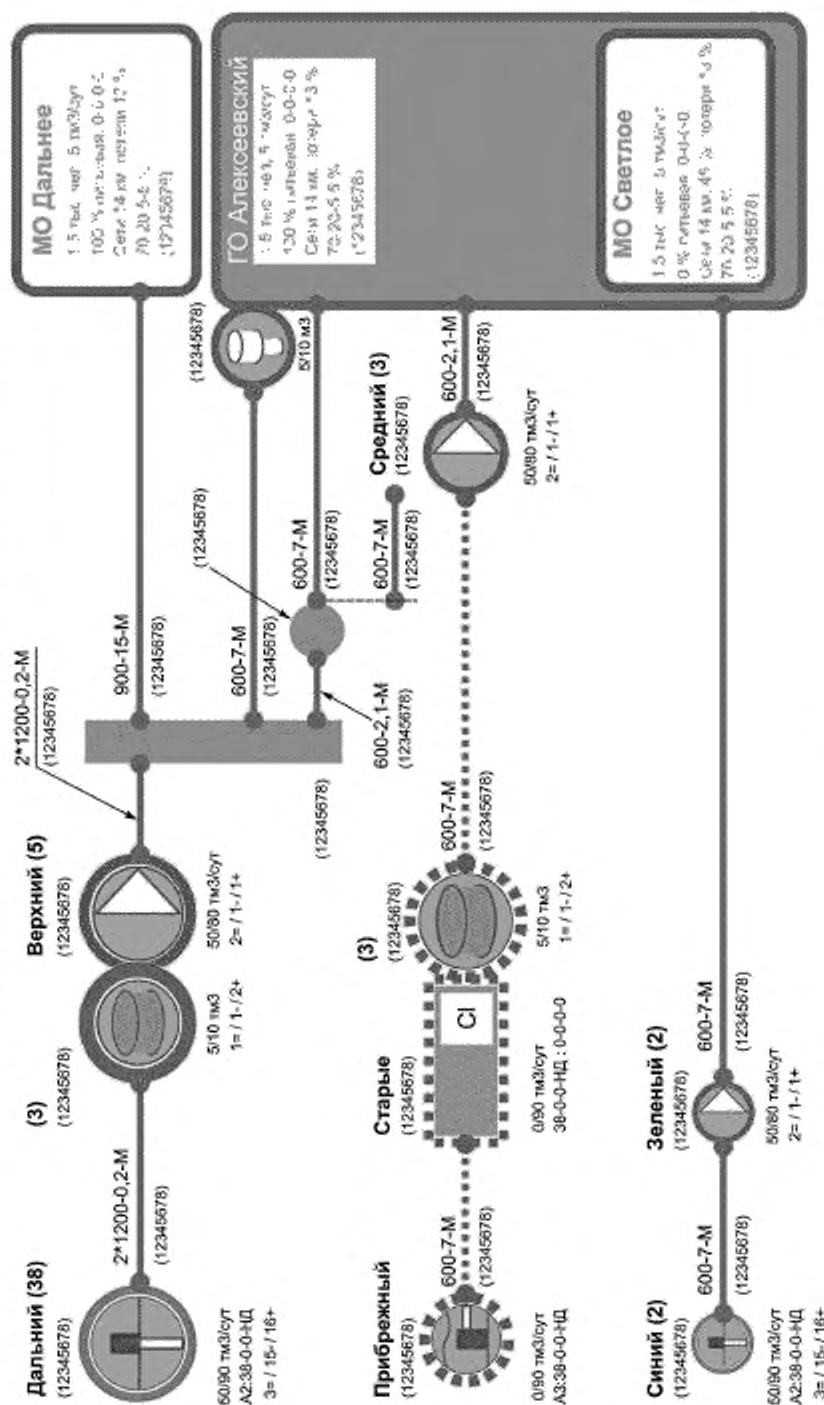 Дальний (38)
(12345678)
50/90 тм3/сут
А2:38-0-0-НД
3= / 15- / 16+
2*1200-0,2-М
(12345678)
(3)
(12345678)
5/10 тм3
1= / 1- / 2+
Верхний (5)
(12345678)
50/80 тм3/сут
2= / 1- / 1+
2*1200-0,2-М
(12345678)
900-15-М
(12345678)
МО Дальнее
(12345678)
600-7-М
(12345678)
(12345678)
5/10 м3
(12345678)
600-2,1-М
(12345678)
(12345678)
600-7-М
(12345678)
600-7-М
(12345678)
Средний (3)
(12345678)
ГО Алексеевский
Прибрежный
(12345678)
0/90 тм3/сут
А3:38-0-0-НД
600-7-М
(12345678)
Старые
(12345678)
Cl
0/90 тм3/сут
38-0-0-НД : 0-0-0-0
(3)
(12345678)
5/10 тм3
1= / 1- / 2+
600-7-М
(12345678)
50/80 тм3/сут
2= / 1- / 1+
600-2,1-М
(12345678)
Синий (2)
(12345678)
50/90 тм3/сут
А2:38-0-0-НД
3= / 15- / 16+
600-7-М
(12345678)
Зеленый (2)
(12345678)
50/80 тм3/сут
2= / 1- / 1+
600-7-М
(12345678)
МО Светлое
(12345678)